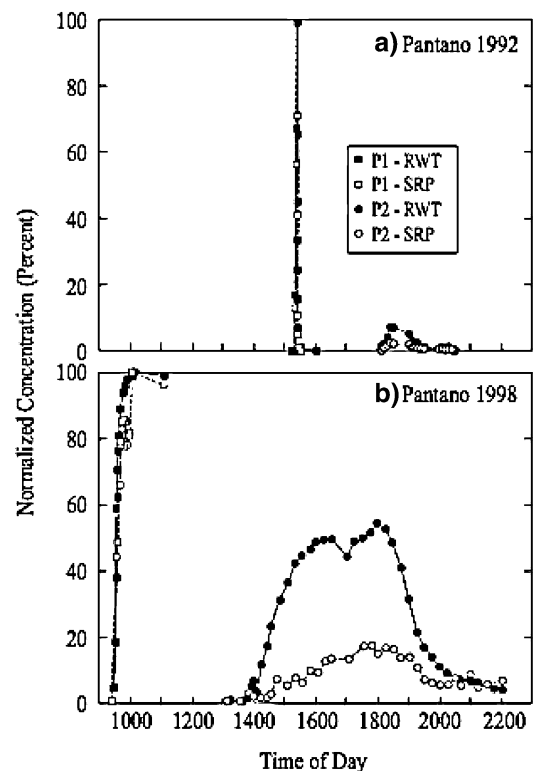 a) Pantano 1992
100
80
60
40
20
0
P1 - RWT
P1 - SRP
P2 - RWT
P2 - SRP
Normalized Concentration (Percent)
b) Pantano 1998
100
80
60
40
20
0
1000 1200 1400 1600 1800 2000 2200
Time of Day